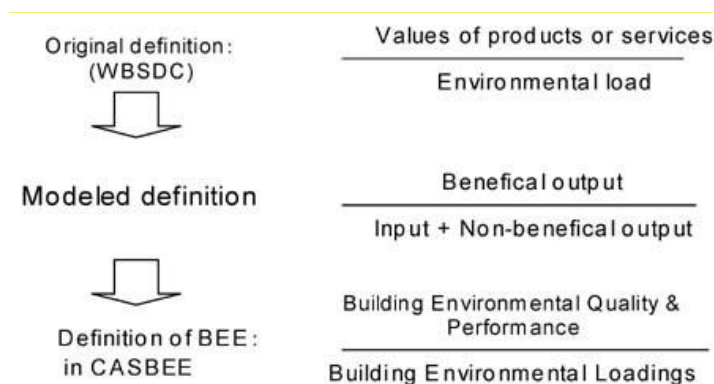 Original definition:
(WBSDC)
Values of products or services
Environmental load
Modeled definition
Benefical output
Input + Non-benefical output
Definition of BEE:
in CASBEE
Building Environmental Quality &
Performance
Building Environmental Loadings